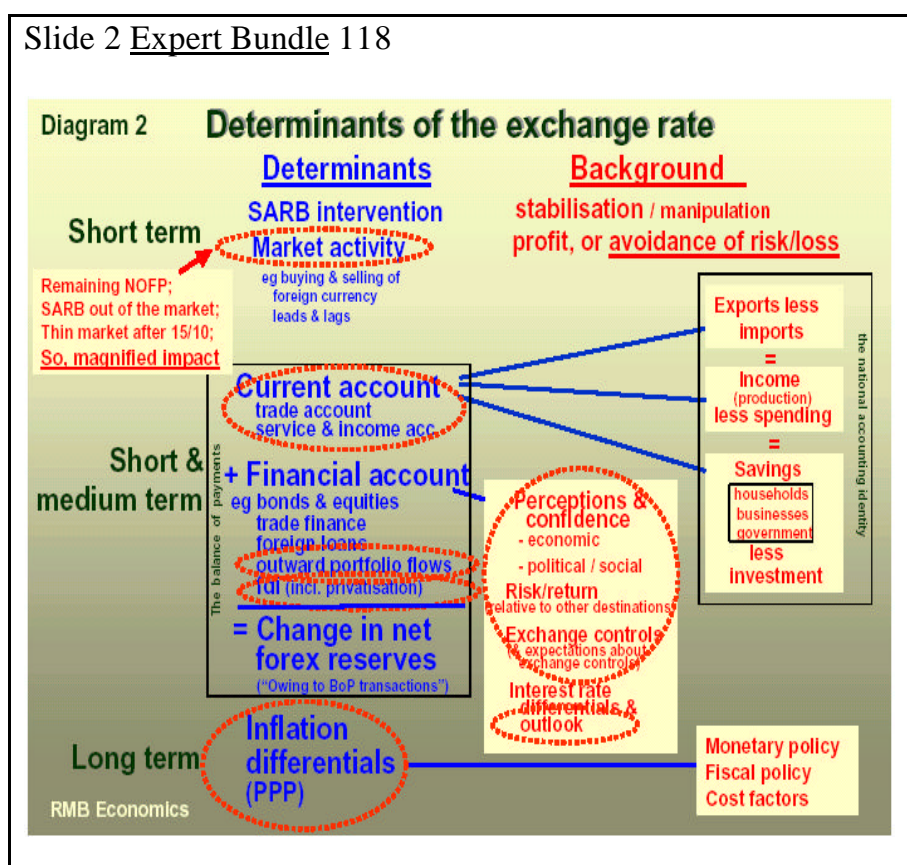 Slide 2 Expert Bundle 118
Diagram 2
Determinants of the exchange rate
Determinants
Background
Short term
SARB intervention
Market activity
eg buying & selling of
foreign currency
leads & lags
stabilisation / manipulation
profit, or avoidance of risk/loss
Remaining NOFP;
SARB out of the market;
Thin market after 15/10;
So, magnified impact
Short &
medium term
The balance of payments
Current account
trade account
service & income acc
+ Financial account
eg bonds & equities
trade finance
foreign loans
outward portfolio flows
fdi (incl. privatisation)
= Change in net
forex reserves
("Owing to BoP transactions")
Perceptions &
confidence
- economic
- political / social
Risk/return
(relative to other destinations)
Exchange controls
(& expectations about
exchange controls)
Interest rate
differentials &
outlook
Exports less
imports
=
Income
(production)
less spending
=
Savings
households
businesses
government
less
investment
the national accounting identity
Long term
Inflation
differentials
(PPP)
Monetary policy
Fiscal policy
Cost factors
RMB Economics